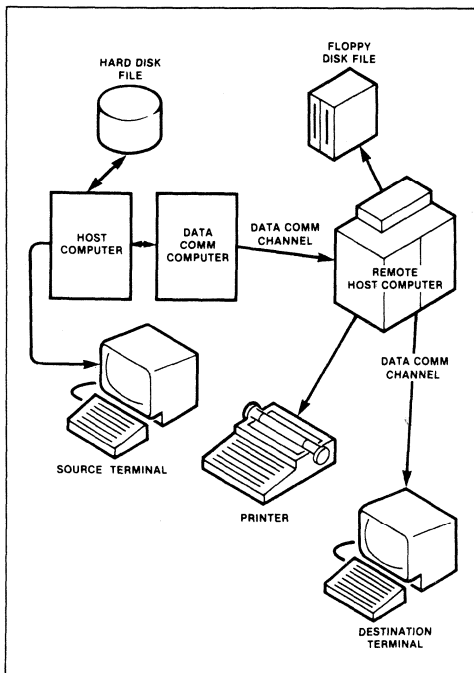 HARD DISK
FILE
FLOPPY
DISK FILE
HOST
COMPUTER
DATA
COMM
COMPUTER
DATA COMM
CHANNEL
REMOTE
HOST COMPUTER
DATA COMM
CHANNEL
SOURCE TERMINAL
PRINTER
DESTINATION
TERMINAL